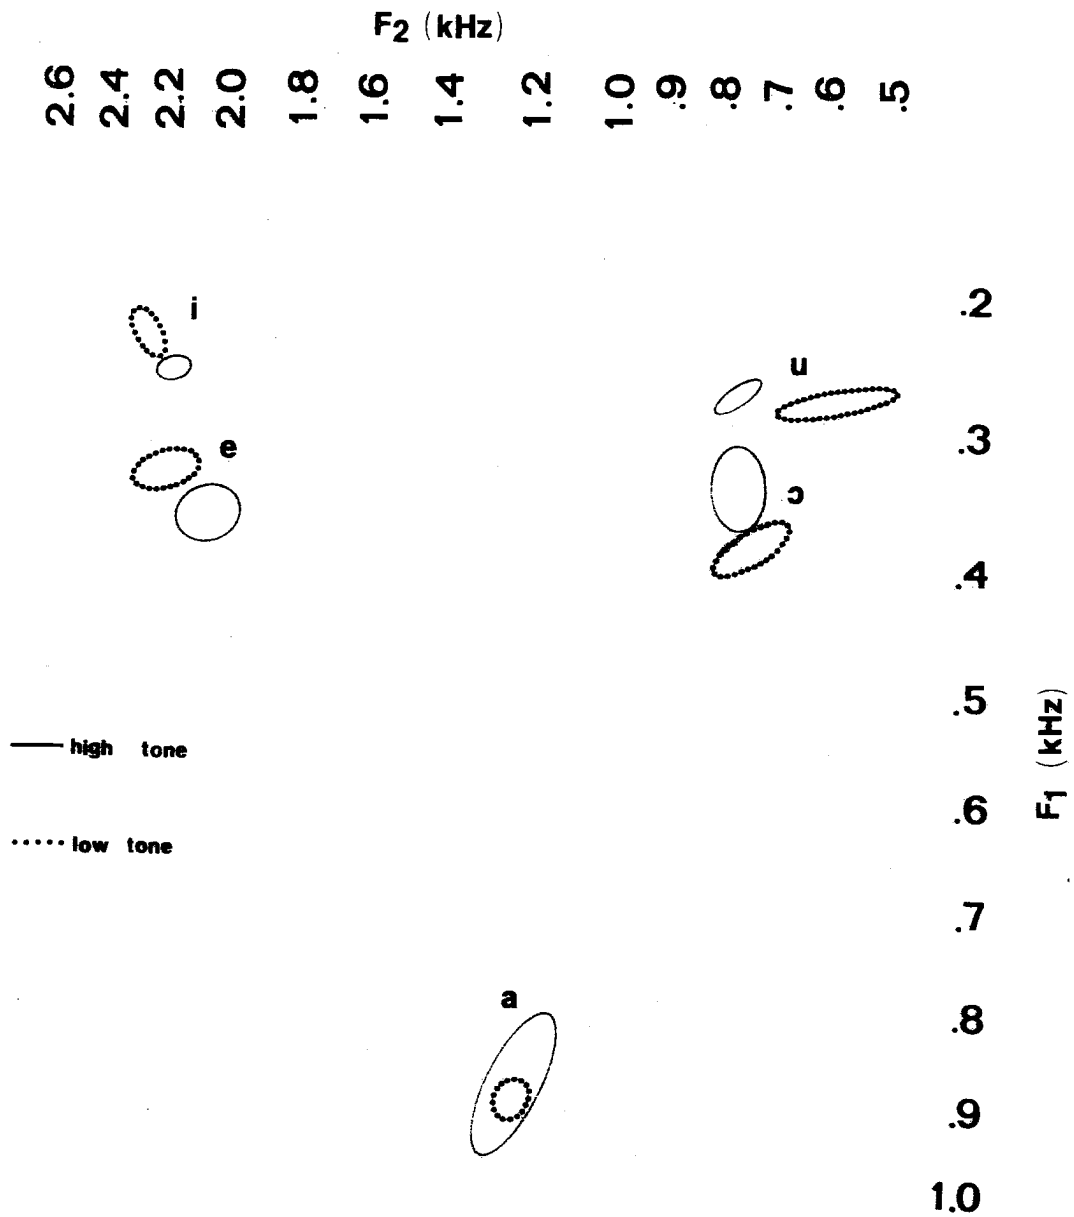 F2 (kHz)
2.6 2.4 2.2 2.0 1.8 1.6 1.4 1.2 1.0 .9 .8 .7 .6 .5
i
.2
u
e
.3
ɔ
.4
.5
high tone
F1 (kHz)
.6
low tone
.7
a
.8
.9
1.0